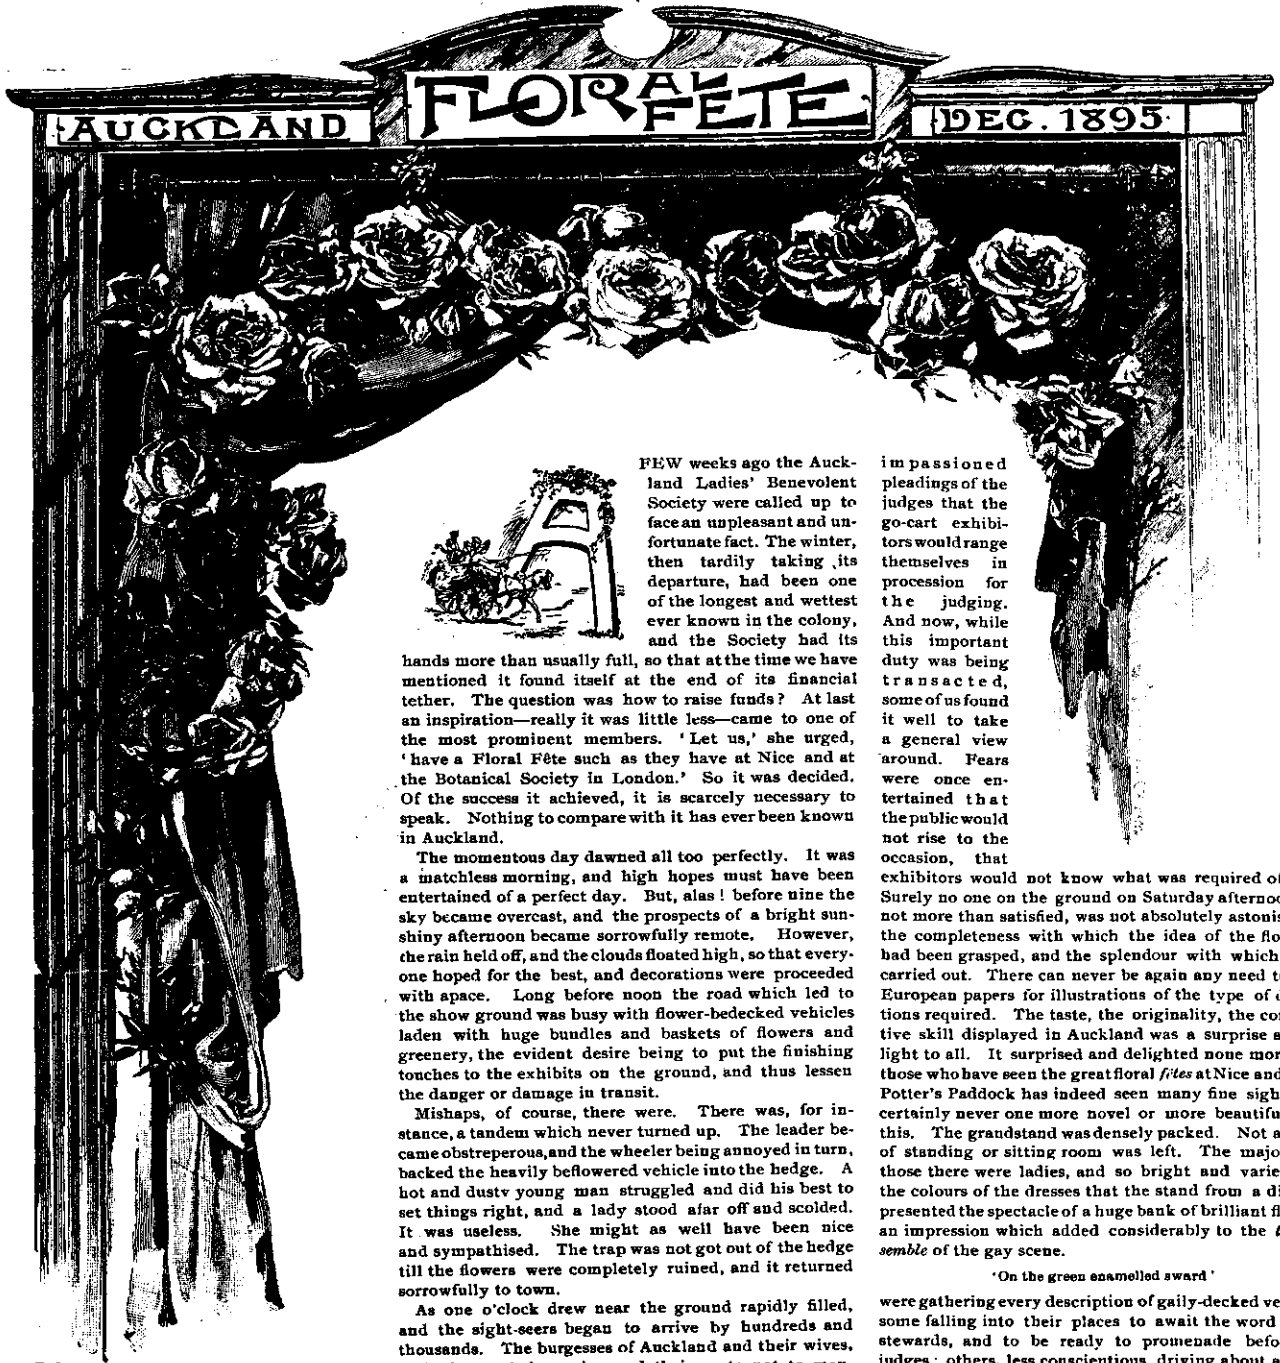 AUCKLAND
FLORAL FÊTE
DEC. 1895
FEW weeks ago the Auck-
land Ladies' Benevolent
Society were called up to
face an unpleasant and un-
fortunate fact. The winter,
then tardily taking its
departure, had been one
of the longest and wettest
ever known in the colony,
and the Society had its
hands more than usually full, so that at the time we have
mentioned it found itself at the end of its financial
tether. The question was how to raise funds? At last
an inspiration—really it was little less—came to one of
the most prominent members. 'Let us,' she urged,
'have a Floral Fête such as they have at Nice and at
the Botanical Society in London.' So it was decided.
Of the success it achieved, it is scarcely necessary to
speak. Nothing to compare with it has ever been known
in Auckland.
The momentous day dawned all too perfectly. It was
a matchless morning, and high hopes must have been
entertained of a perfect day. But, alas! before nine the
sky became overcast, and the prospects of a bright sun-
shiny afternoon became sorrowfully remote. However,
the rain held off, and the clouds floated high, so that every-
one hoped for the best, and decorations were proceeded
with apace. Long before noon the road which led to
the show ground was busy with flower-bedecked vehicles
laden with huge bundles and baskets of flowers and
greenery, the evident desire being to put the finishing
touches to the exhibits on the ground, and thus lessen
the danger or damage in transit.
Mishaps, of course, there were. There was, for in-
stance, a tandem which never turned up. The leader be-
came obstreperous, and the wheeler being annoyed in turn,
backed the heavily beflowered vehicle into the hedge. A
hot and dusty young man struggled and did his best to
set things right, and a lady stood afar off and scolded.
It was useless. She might as well have been nice
and sympathised. The trap was not got out of the hedge
till the flowers were completely ruined, and it returned
sorrowfully to town.
As one o'clock drew near the ground rapidly filled,
and the sight-seers began to arrive by hundreds and
thousands. The burgesses of Auckland and their wives,
impassioned
pleadings of the
judges that the
go-cart exhibi-
tors would range
themselves in
procession for
the judging.
And now, while
this important
duty was being
transacted,
some of us found
it well to take
a general view
around. Fears
were once en-
tertained that
the public would
not rise to the
occasion, that
exhibitors would not know what was required of
Surely no one on the ground on Saturday afternoo
not more than satisfied, was not absolutely astonis
the completeness with which the idea of the flo
had been grasped, and the splendour with which
carried out. There can never be again any need t
European papers for illustrations of the type of
tions required. The taste, the originality, the co
tive skill displayed in Auckland was a surprise a
light to all. It surprised and delighted none mor
those who have seen the great floral fêtes at Nice and
Potter's Paddock has indeed seen many fine sigh
certainly never one more novel or more beautifu
this. The grandstand was densely packed. Not a
of standing or sitting room was left. The majo
those there were ladies, and so bright and varie
the colours of the dresses that the stand from a di
presented the spectacle of a huge bank of brilliant fl
an impression which added considerably to the
semble of the gay scene.
'On the green enamelled sward'
were gathering every description of gaily-decked ve
some falling into their places to await the word
stewards, and to be ready to promenade befo
judges; others, less conscientious, driving about